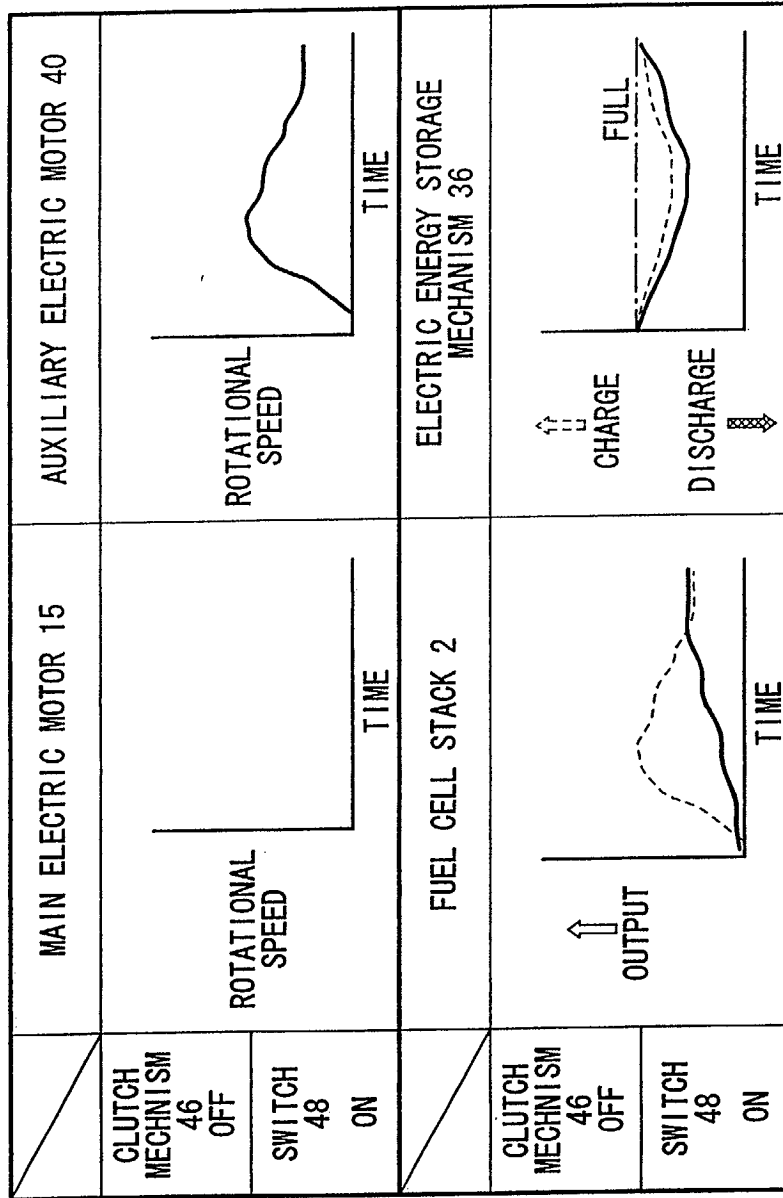 MAIN ELECTRIC MOTOR 15
AUXILIARY ELECTRIC MOTOR 40
CLUTCH
MECHNISM
46
OFF
SWITCH
48
ON
ROTATIONAL
SPEED
TIME
ROTATIONAL
SPEED
TIME
FUEL CELL STACK 2
ELECTRIC ENERGY STORAGE
MECHANISM 36
CLUTCH
MECHNISM
46
OFF
SWITCH
48
ON
OUTPUT
TIME
CHARGE
DISCHARGE
FULL
TIME